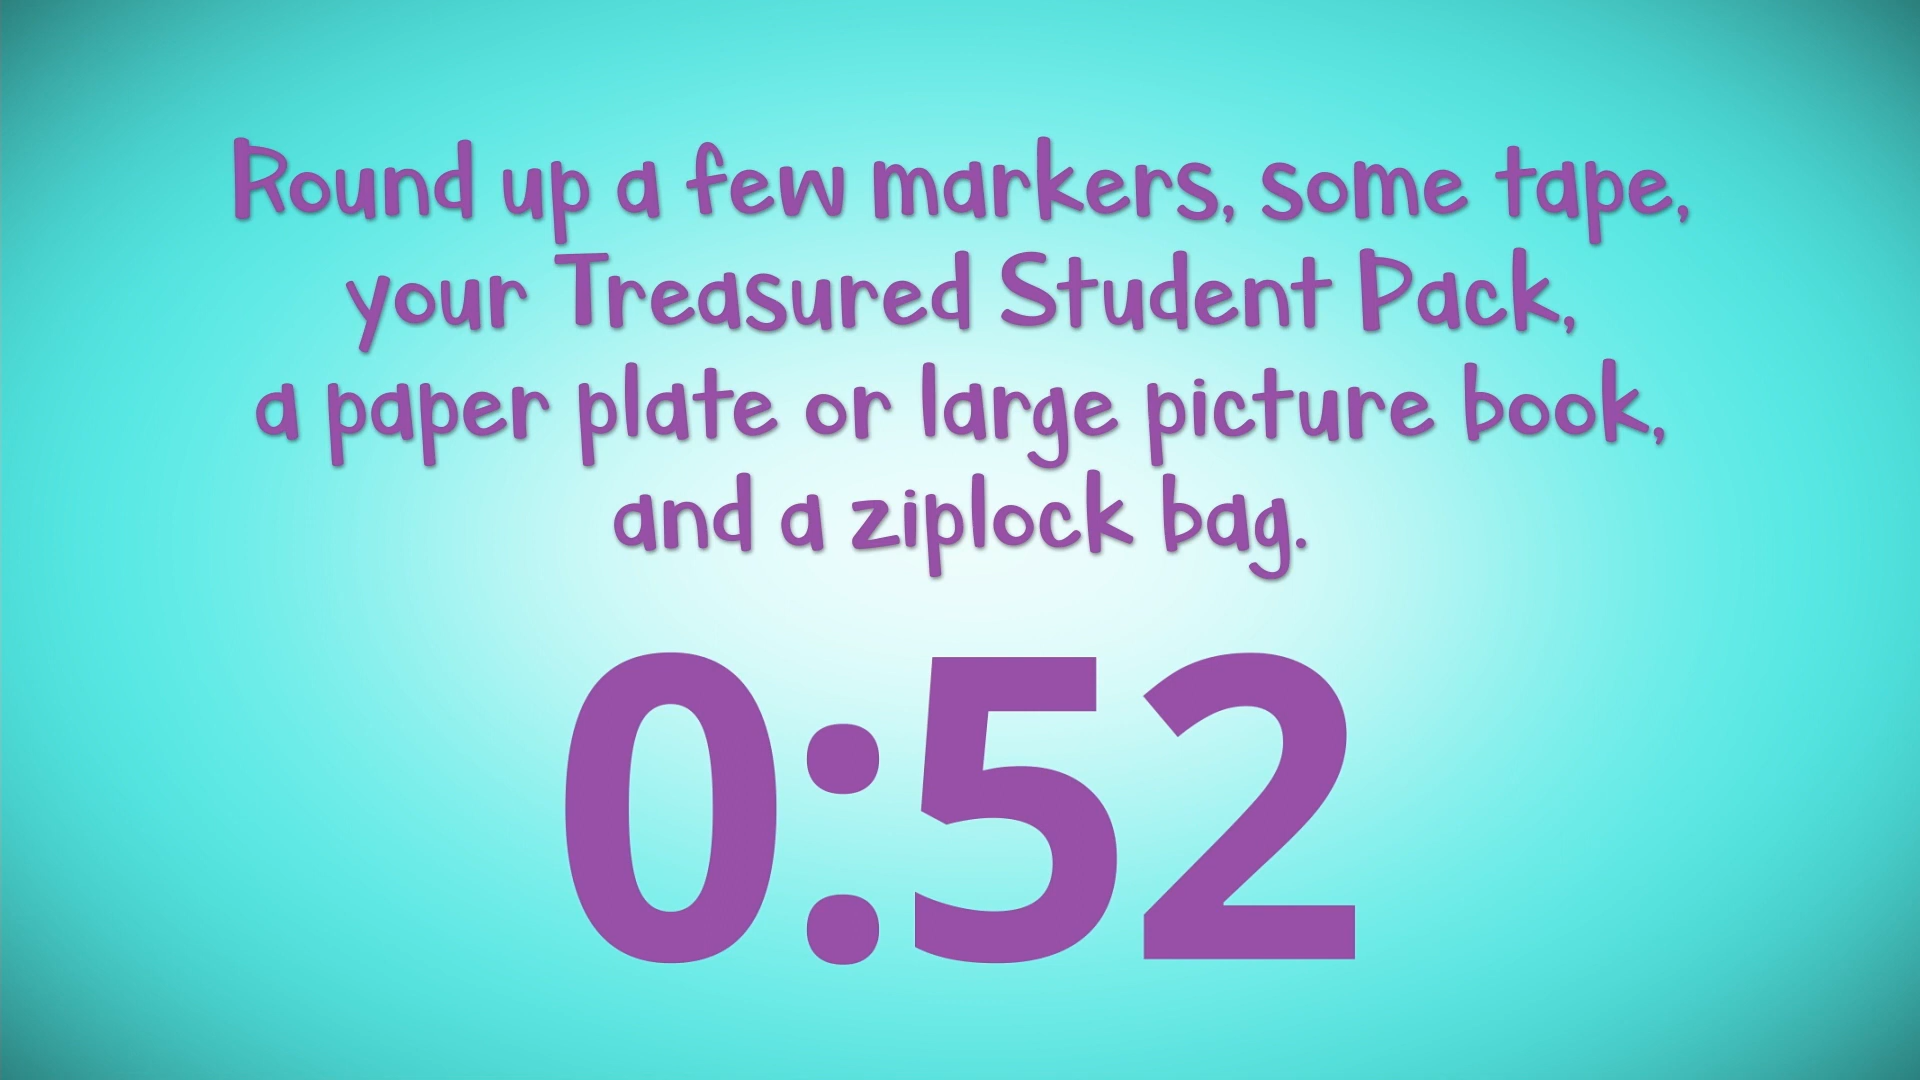 Round up a few markers, some tape,
your Treasured Student Pack,
a paper plate or large picture book,
and a ziplock bag.
0:52